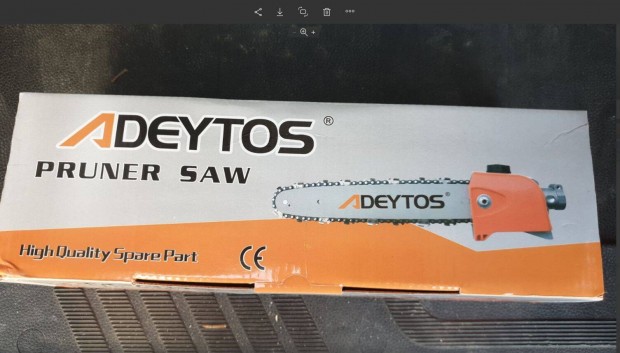 ADEYTOS®
PRUNER SAW
ADEYTOS®
High Quality Spare Part
CE